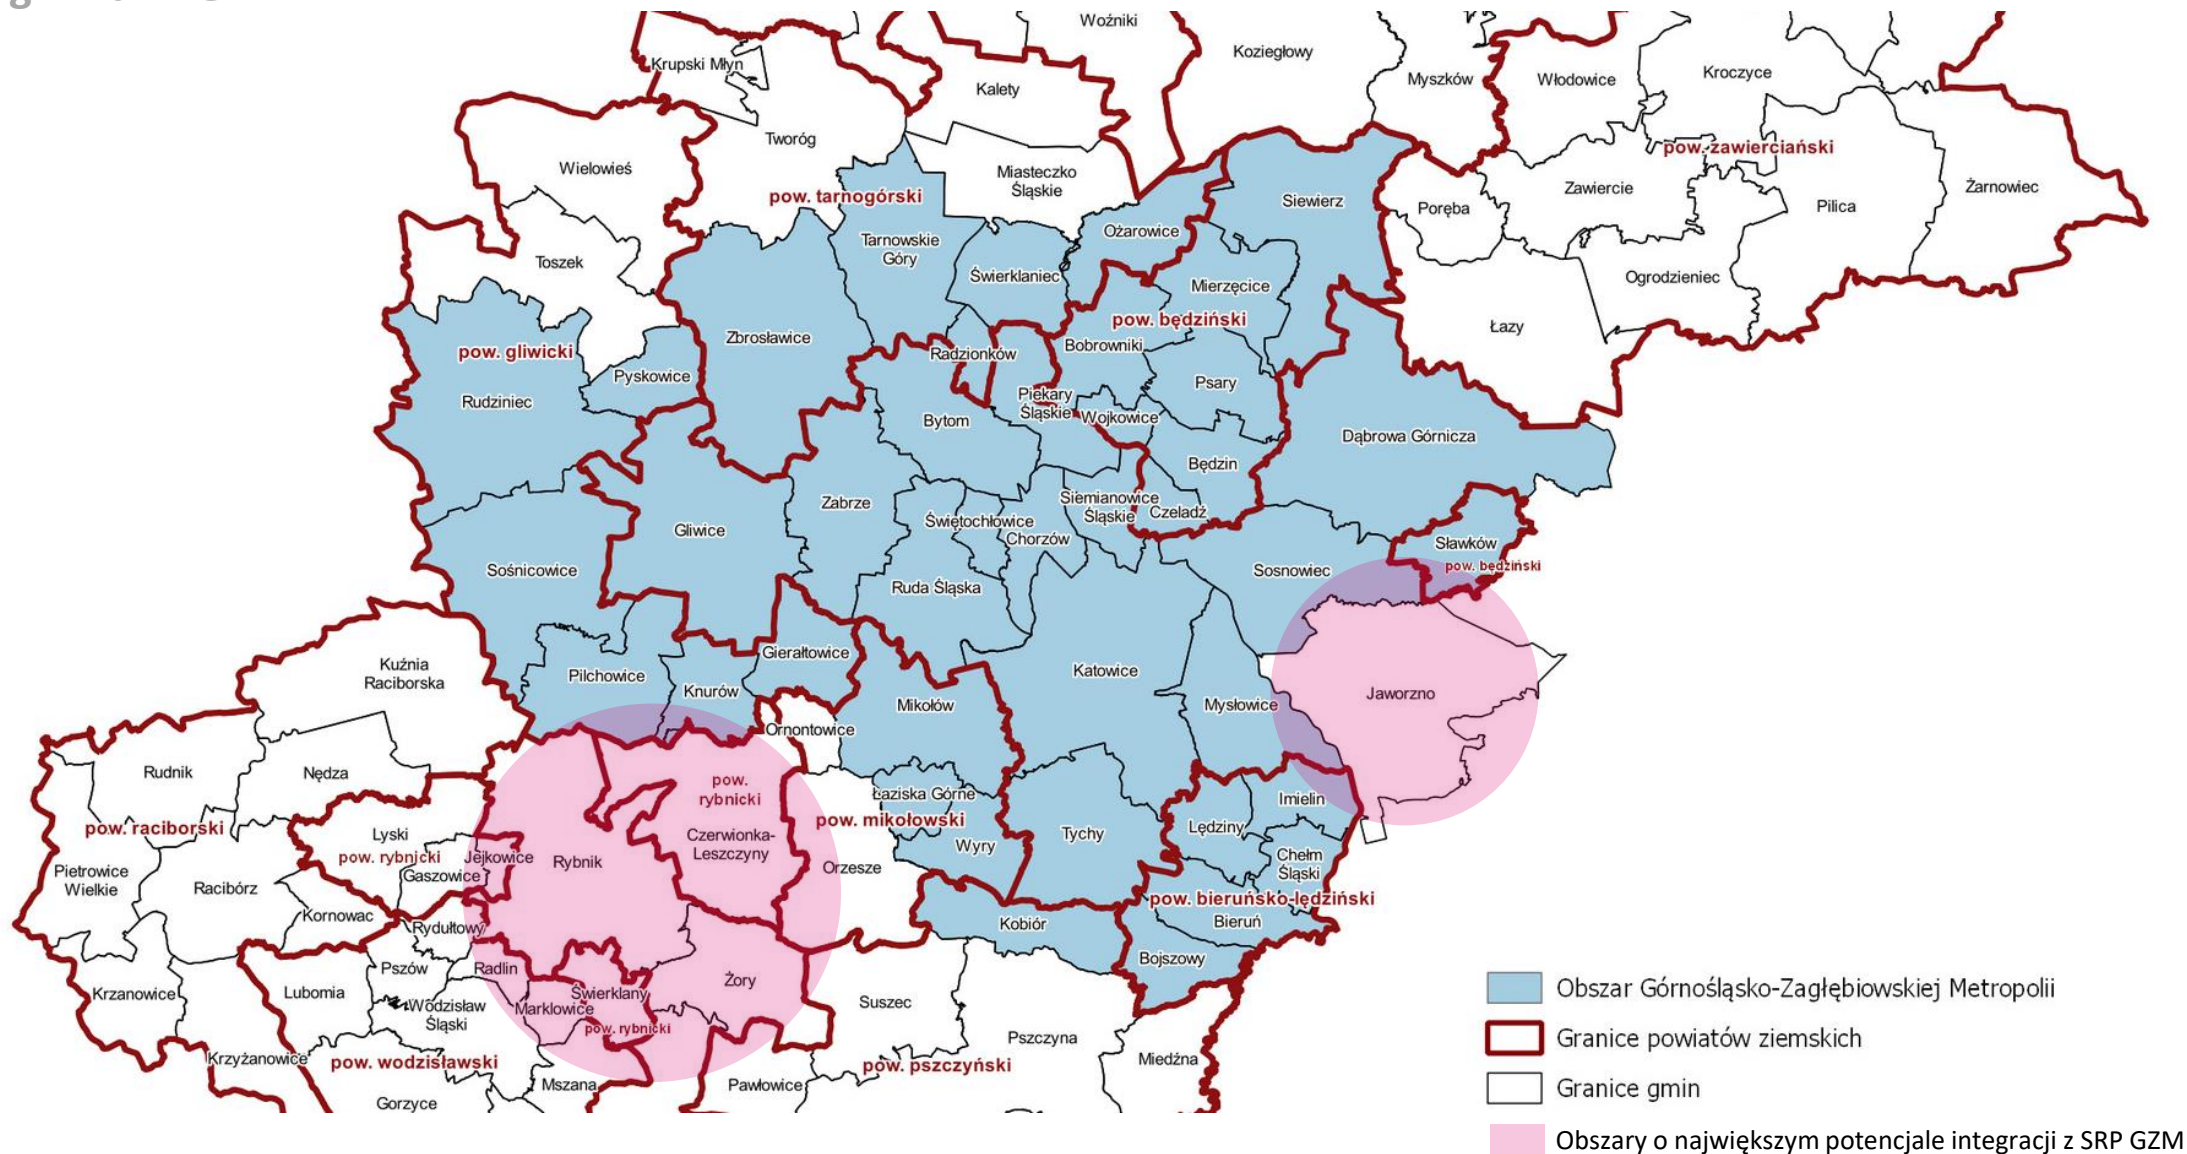 Woźniki
Koziegłowy
Krupski Młyn
Myszków
Włodowice
Kroczyce
Kalety
Tworóg
pow. zawierciański
Wielowieś
Miasteczko
Śląskie
Zawiercie
Żarnowiec
pow. tarnogórski
Siewierz
Poręba
Pilica
Ożarowice
Tarnowskie
Góry
Toszek
Świerklaniec
Ogrodzieniec
Mierzęcice
pow. będziński
Łazy
Zbrosławice
Bobrowniki
pow. gliwicki
Radzionków
Pyskowice
Psary
Rudziniec
Piekary
Śląskie
Wojkowice
Bytom
Dąbrowa Górnicza
Będzin
Zabrze
Siemianowice
Śląskie
Czeladź
Świętochłowice
Gliwice
Chorzów
Sławków
pow. będziński
Sośnicowice
Sosnowiec
Ruda Śląska
Gierałtowice
Kuźnia
Raciborska
Katowice
Pilchowice
Knurów
Jaworzno
Mikołów
Mysłowice
Ornontowice
Rudnik
Nędza
pow.
rybnicki
Łaziska Górne
Imielin
pow. raciborski
Lyski
pow. mikołowski
Lędziny
Tychy
Czerwionka-
Leszczyny
Wyry
pow. rybnicki
Jejkowice
Rybnik
Chełm
Śląski
Orzesze
Pietrowice
Wielkie
Gaszowice
Racibórz
pow. bieruńsko-lędziński
Kornowac
Kobiór
Bieruń
Rydułtowy
Bojszowy
Pszów
Radlin
Żory
Krzanowice
Lubomia
Świerklany
Suszec
Marklowice
Wodzisław
Śląski
pow. rybnicki
Pszczyna
Krzyżanowice
pow. wodzisławski
pow. pszczyński
Miedźna
Mszana
Pawłowice
Gorzyce
Obszar Górnośląsko-Zagłębiowskiej Metropolii
Granice powiatów ziemskich
Granice gmin
Obszary o największym potencjale integracji z SRP GZM